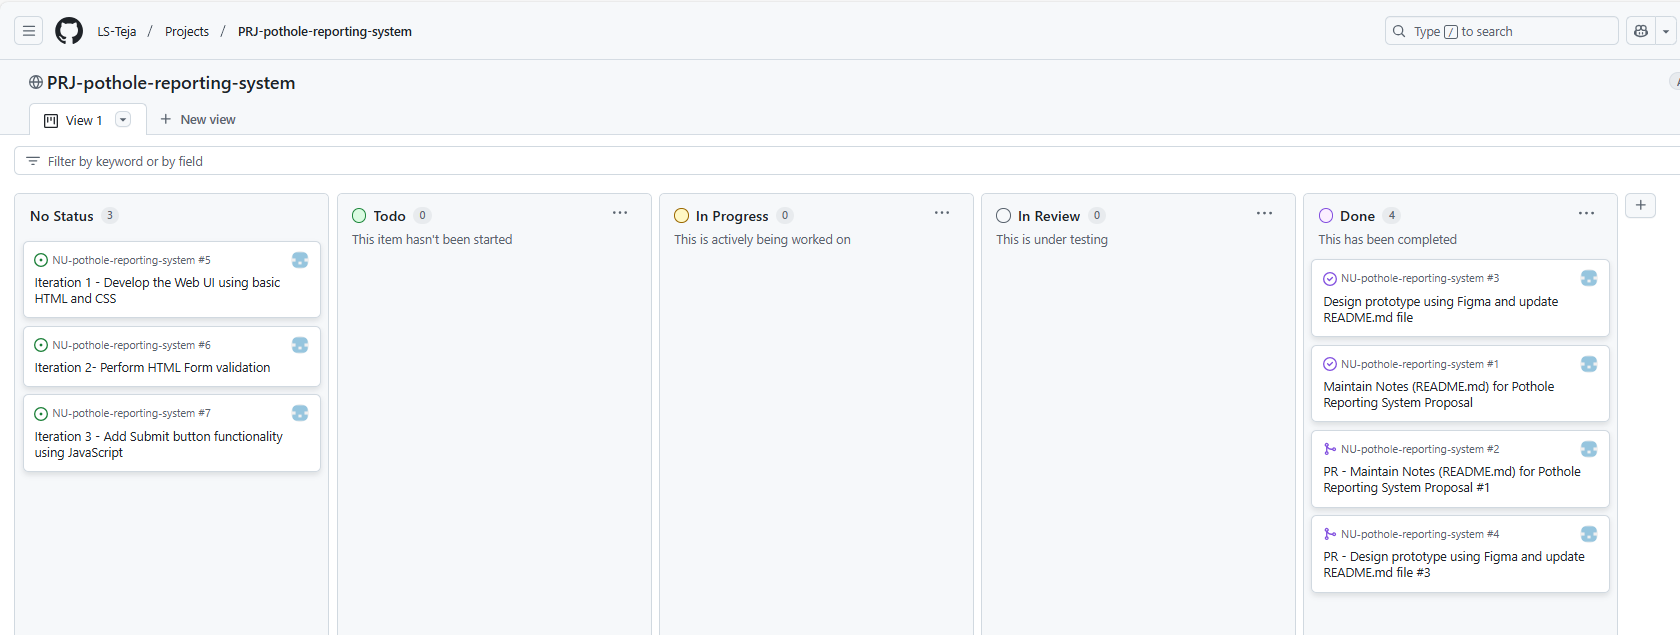 LS-Teja / Projects / PRJ-pothole-reporting-system
Type / to search
PRJ-pothole-reporting-system
View 1
New view
Filter by keyword or by field
No Status 3
NU-pothole-reporting-system #5
Iteration 1 - Develop the Web UI using basic
HTML and CSS
NU-pothole-reporting-system #6
Iteration 2- Perform HTML Form validation
NU-pothole-reporting-system #7
Iteration 3 - Add Submit button functionality
using JavaScript
Todo 0
This item hasn't been started
In Progress 0
This is actively being worked on
In Review 0
This is under testing
Done 4
This has been completed
NU-pothole-reporting-system #3
Design prototype using Figma and update
README.md file
NU-pothole-reporting-system #1
Maintain Notes (README.md) for Pothole
Reporting System Proposal
NU-pothole-reporting-system #2
PR - Maintain Notes (README.md) for Pothole
Reporting System Proposal #1
NU-pothole-reporting-system #4
PR - Design prototype using Figma and update
README.md file #3